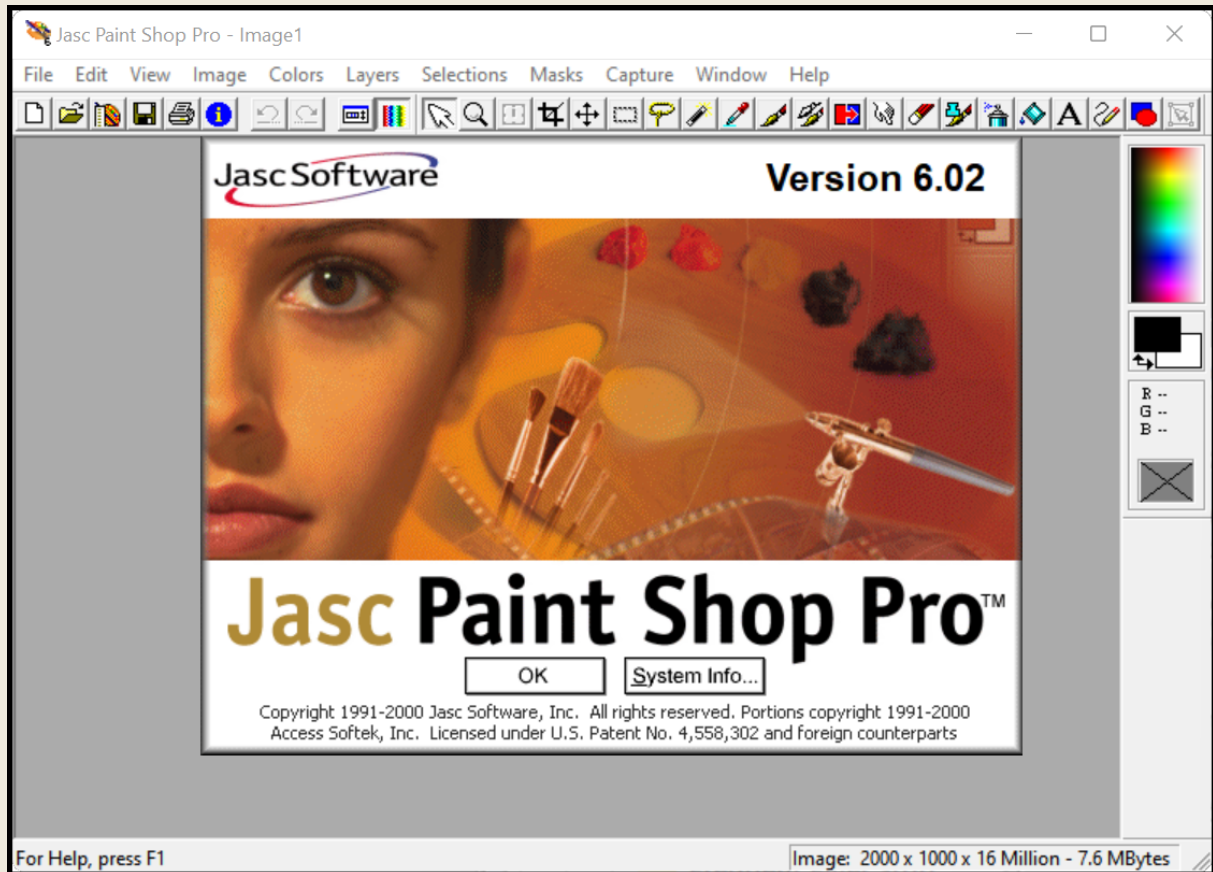 Jasc Paint Shop Pro - Image1
File Edit View Image Colors Layers Selections Masks Capture Window Help
A
Jasc Software
Version 6.02
R --
G --
B --
Jasc Paint Shop Pro™
OK System Info...
Copyright 1991-2000 Jasc Software, Inc. All rights reserved. Portions copyright 1991-2000
Access Softek, Inc. Licensed under U.S. Patent No. 4,558,302 and foreign counterparts
For Help, press F1 Image: 2000 x 1000 x 16 Million - 7.6 MBytes